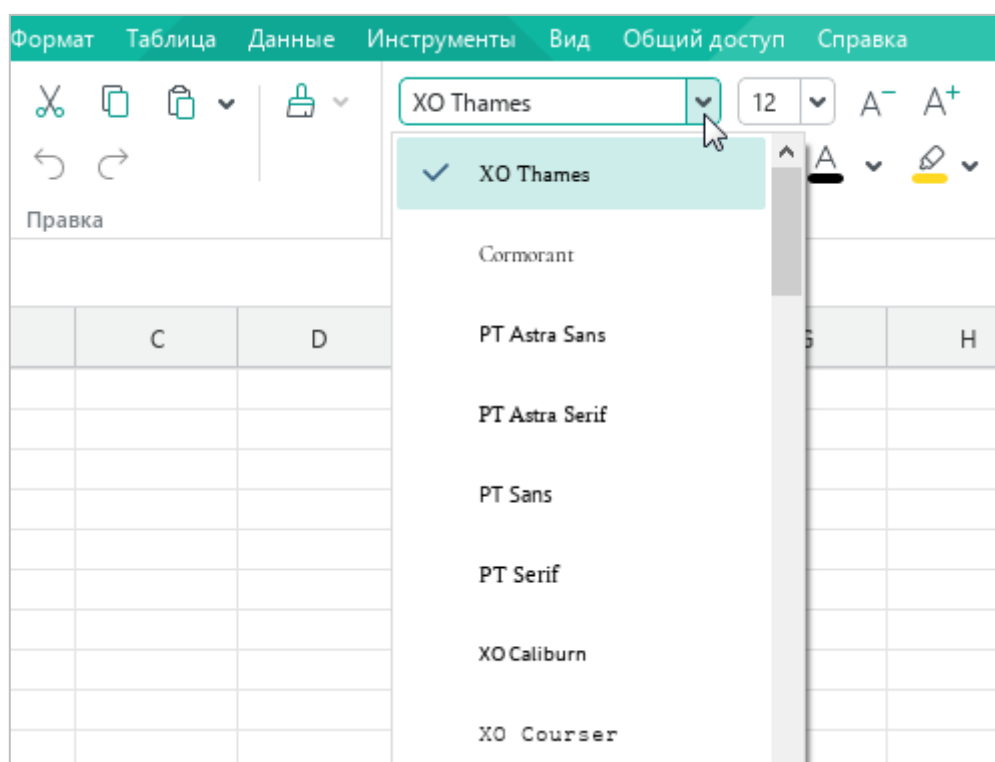 Формат Таблица Данные Инструменты Вид Общий доступ Справка
XO Thames 12 A− A+
A
Правка
XO Thames
Cormorant
PT Astra Sans
PT Astra Serif
PT Sans
PT Serif
XO Caliburn
XO Courser
C D H